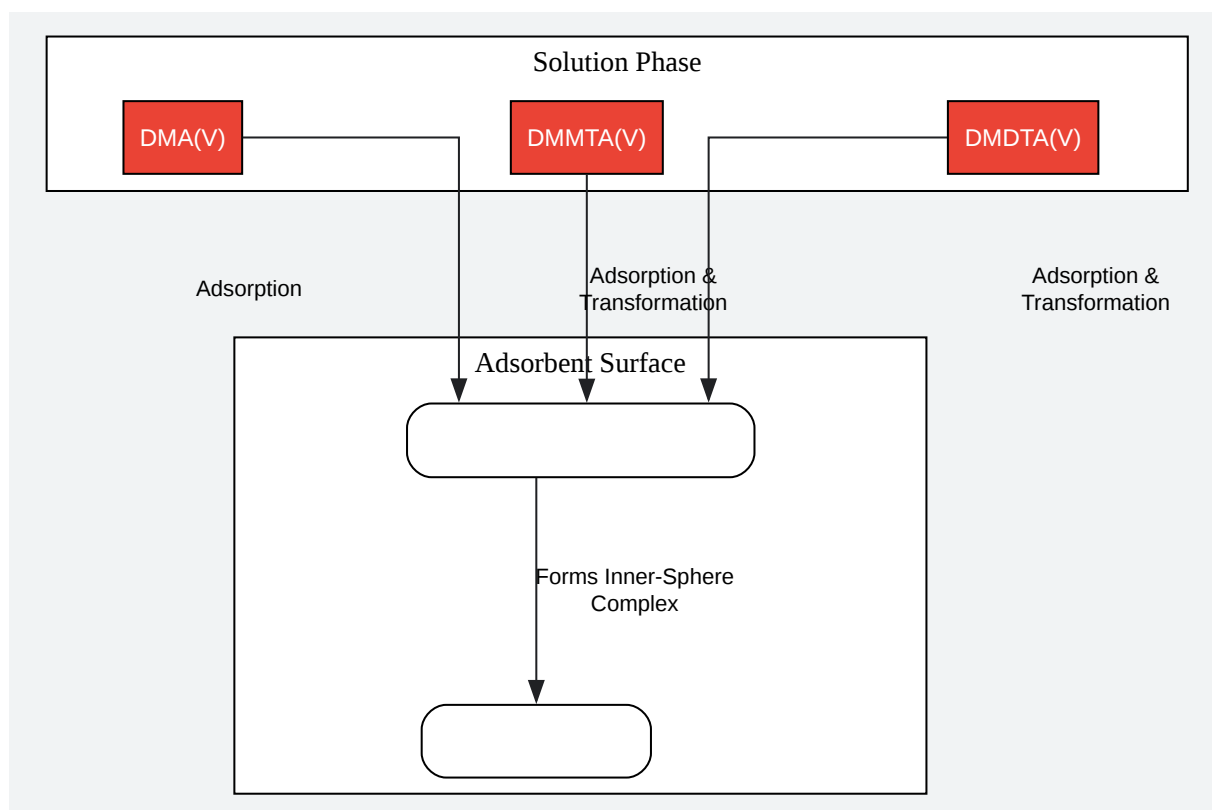 Solution Phase
DMA(V)
DMMTA(V)
DMDTA(V)
Adsorption
Adsorption &
Transformation
Adsorption &
Transformation
Adsorbent Surface
Forms Inner-Sphere
Complex